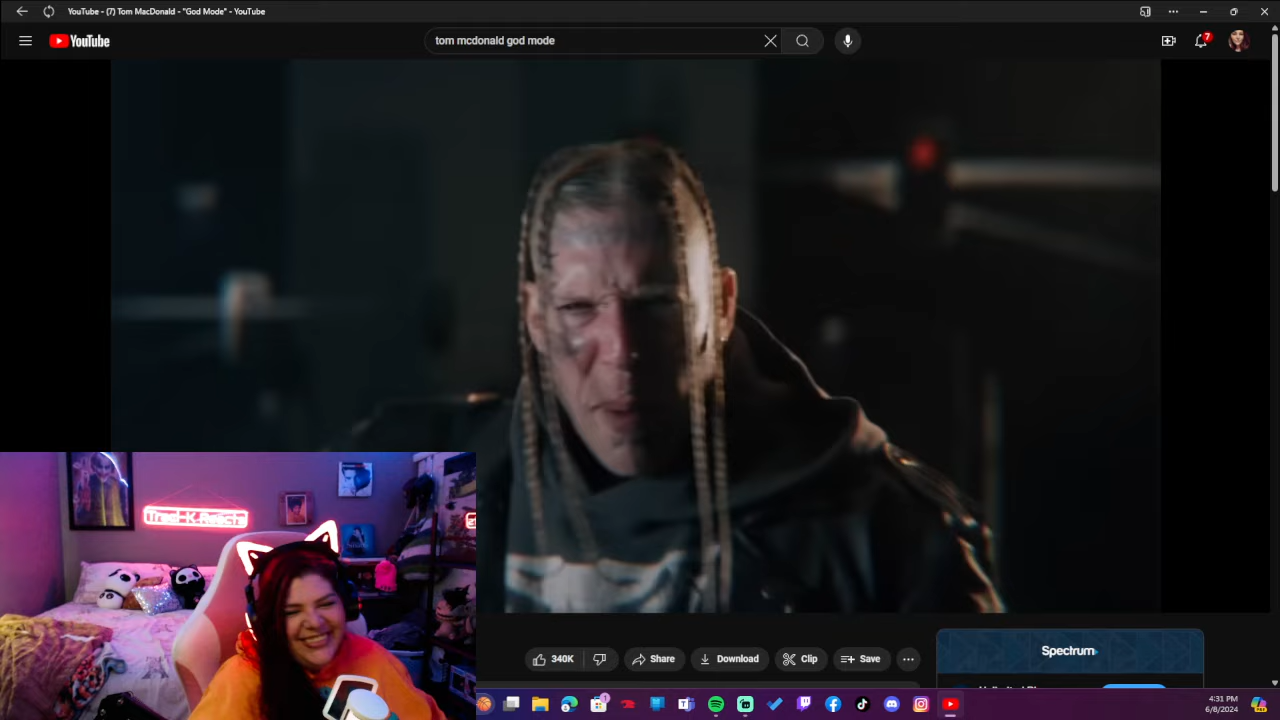 YouTube - (7) Tom MacDonald - "God Mode" - YouTube
YouTube
tom mcdonald god mode
7
340K
Share
Download
Clip
Save
Spectrum
1
4:31 PM
6/8/2024